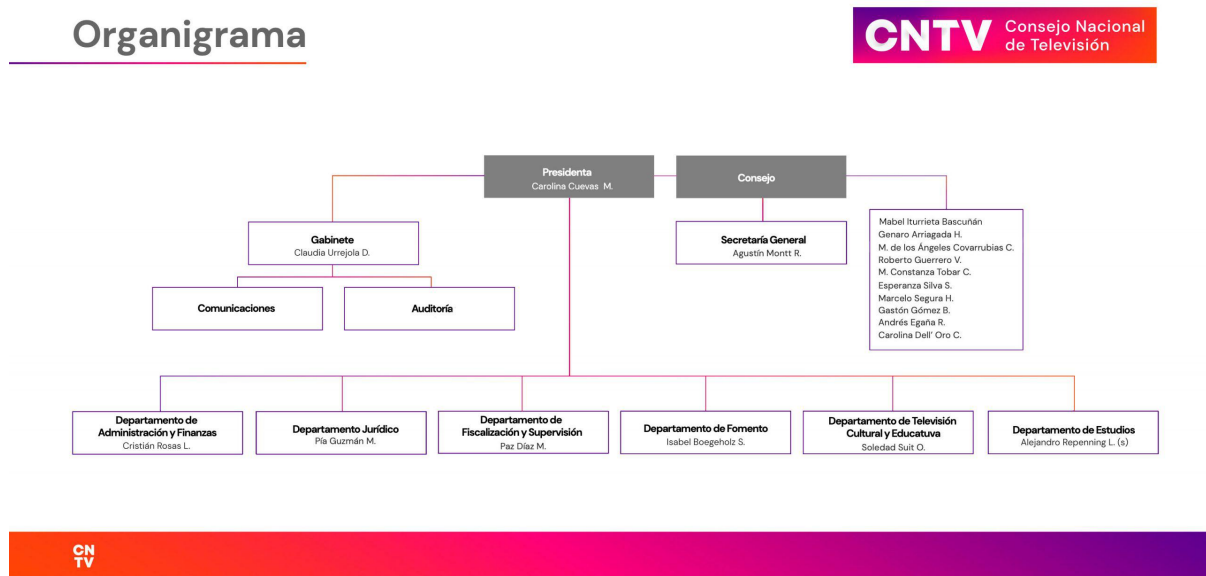 Organigrama
CNTV
Consejo Nacional
de Televisión
Presidenta
Carolina Cuevas M.
Consejo
Gabinete
Claudia Urrejola D.
Secretaría General
Agustín Montt R.
Mabel Iturrieta Bascuñán
Genaro Arriagada H.
M. de los Ángeles Covarrubias C.
Roberto Guerrero V.
M. Constanza Tobar C.
Esperanza Silva S.
Marcelo Segura H.
Gastón Gómez B.
Andrés Egaña R.
Carolina Dell' Oro C.
Comunicaciones
Auditoría
Departamento de
Administración y Finanzas
Cristián Rosas L.
Departamento Jurídico
Pía Guzmán M.
Departamento de
Fiscalización y Supervisión
Paz Díaz M.
Departamento de Fomento
Isabel Boegeholz S.
Departamento de Televisión
Cultural y Educatuva
Soledad Suit O.
Departamento de Estudios
Alejandro Repenning L. (s)
CN
TV